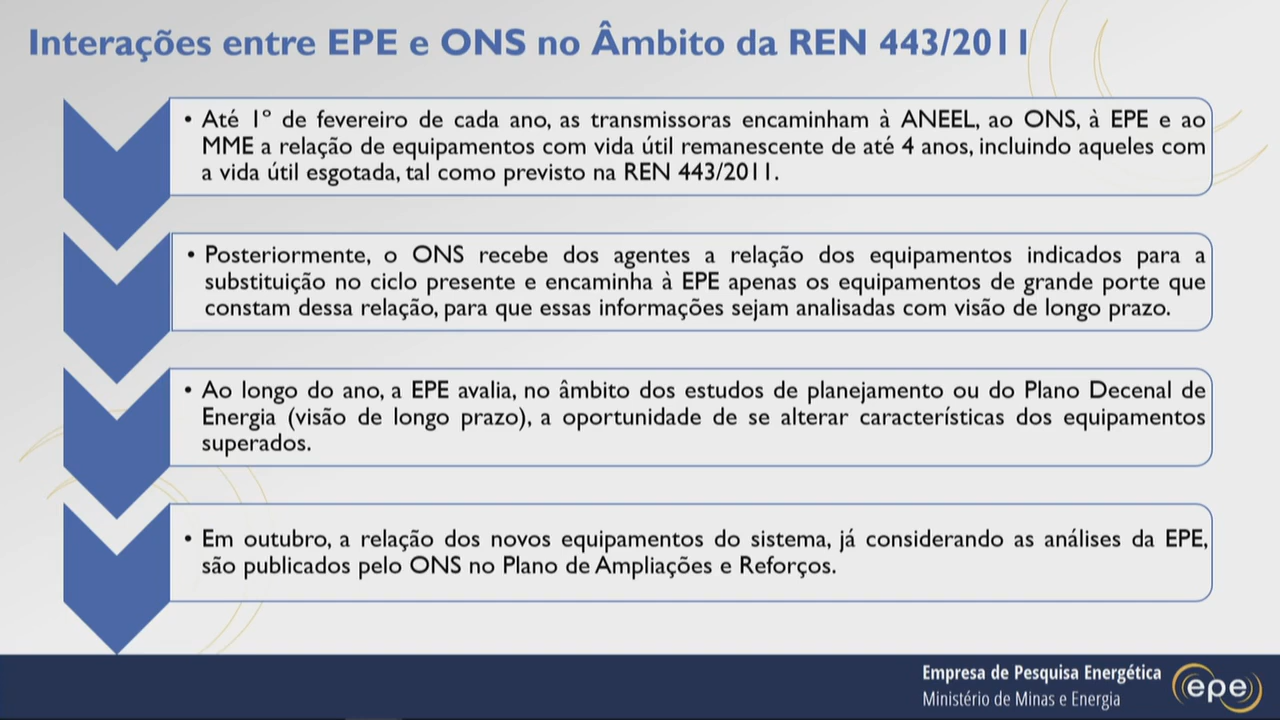 Interações entre EPE e ONS no Âmbito da REN 443/2011
• Até 1º de fevereiro de cada ano, as transmissoras encaminham à ANEEL, ao ONS, à EPE e ao
MME a relação de equipamentos com vida útil remanescente de até 4 anos, incluindo aqueles com
a vida útil esgotada, tal como previsto na REN 443/2011.
• Posteriormente, o ONS recebe dos agentes a relação dos equipamentos indicados para a
substituição no ciclo presente e encaminha à EPE apenas os equipamentos de grande porte que
constam dessa relação, para que essas informações sejam analisadas com visão de longo prazo.
• Ao longo do ano, a EPE avalia, no âmbito dos estudos de planejamento ou do Plano Decenal de
Energia (visão de longo prazo), a oportunidade de se alterar características dos equipamentos
superados.
• Em outubro, a relação dos novos equipamentos do sistema, já considerando as análises da EPE,
são publicados pelo ONS no Plano de Ampliações e Reforços.
Empresa de Pesquisa Energética
Ministério de Minas e Energia
epe